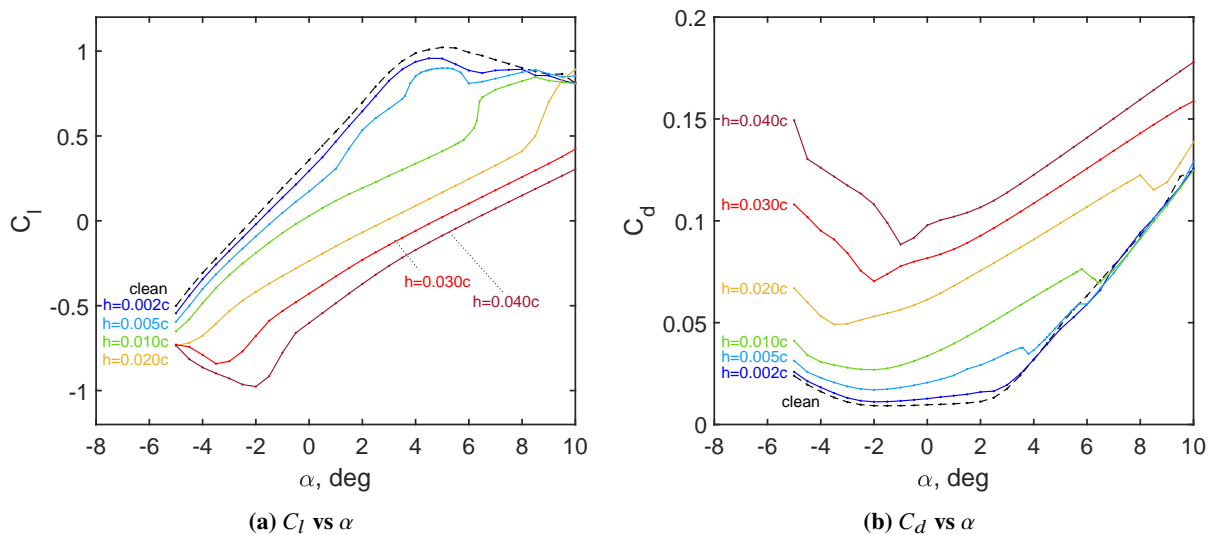 1
0.5
0
-0.5
-1
C_l
clean
h=0.002c
h=0.005c
h=0.010c
h=0.020c
h=0.030c
h=0.040c
-8 -6 -4 -2 0 2 4 6 8 10
α, deg
(a) C_l vs α
0.2
0.15
0.1
0.05
0
C_d
h=0.040c
h=0.030c
h=0.020c
h=0.010c
h=0.005c
h=0.002c
clean
-8 -6 -4 -2 0 2 4 6 8 10
α, deg
(b) C_d vs α